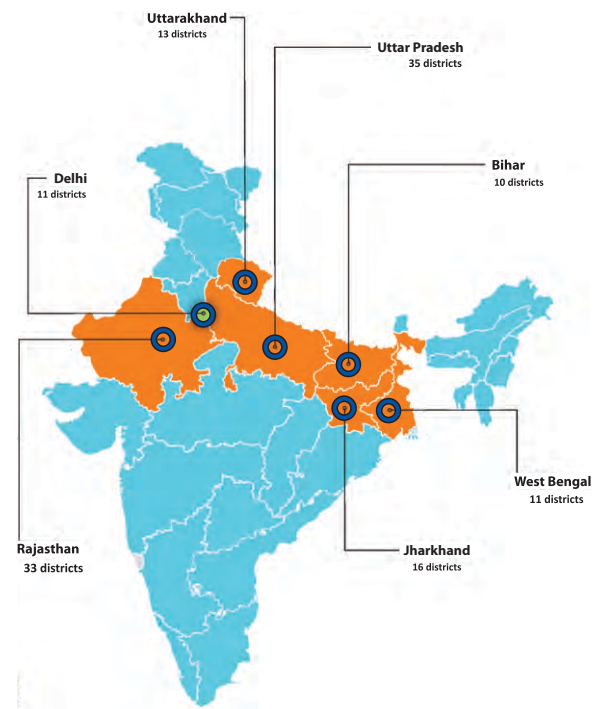 Uttarakhand
13 districts
Uttar Pradesh
35 districts
Bihar
10 districts
Delhi
11 districts
West Bengal
11 districts
Rajasthan
33 districts
Jharkhand
16 districts